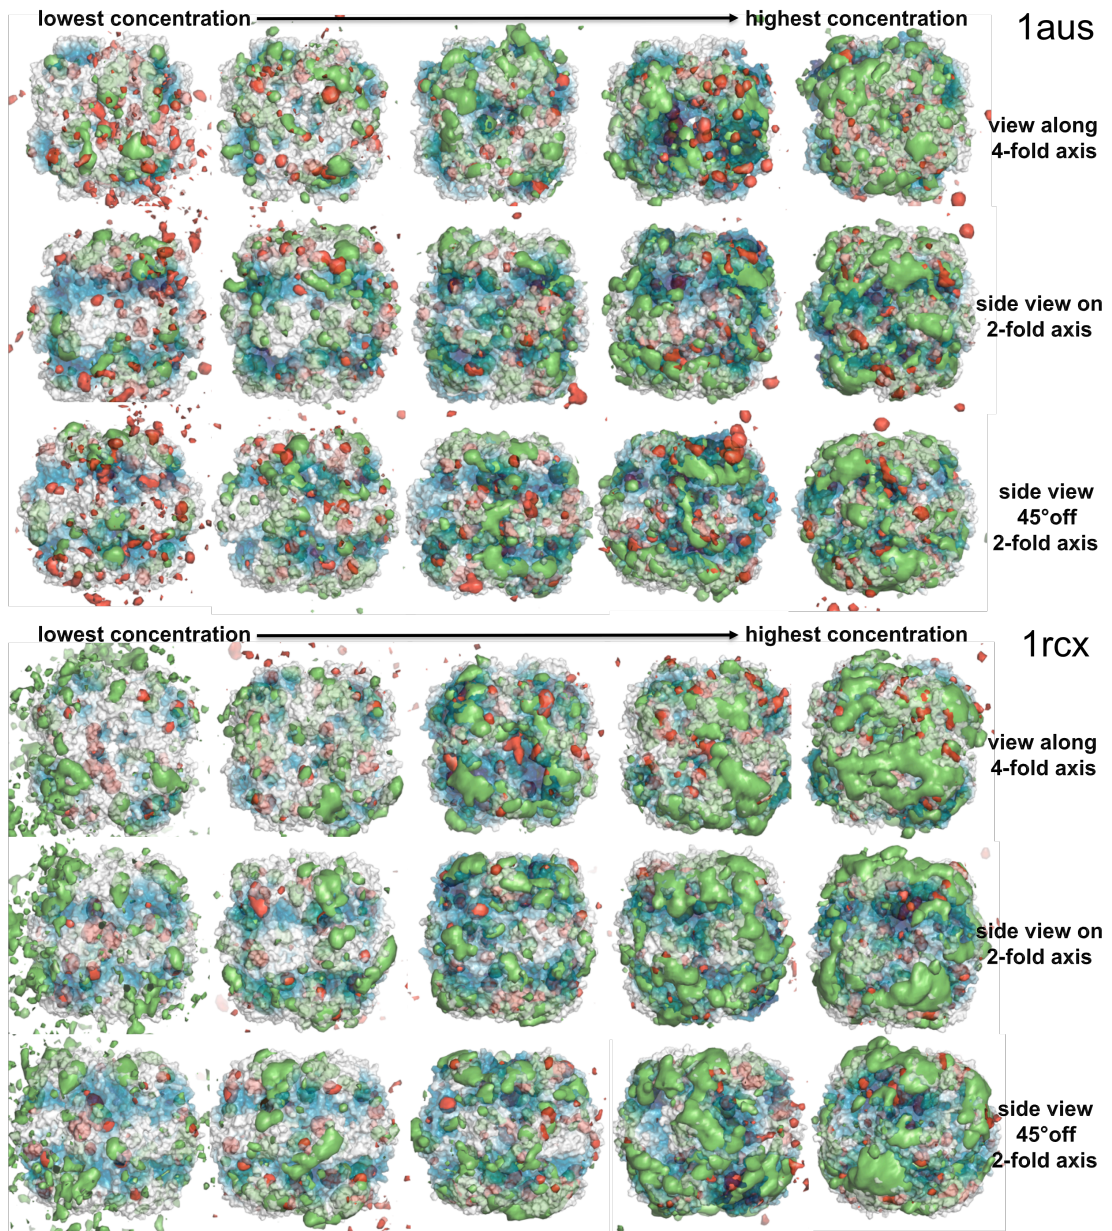 lowest concentration
highest concentration
1aus
view along
4-fold axis
side view on
2-fold axis
side view
45°off
2-fold axis
lowest concentration
highest concentration
1rcx
view along
4-fold axis
side view on
2-fold axis
side view
45°off
2-fold axis